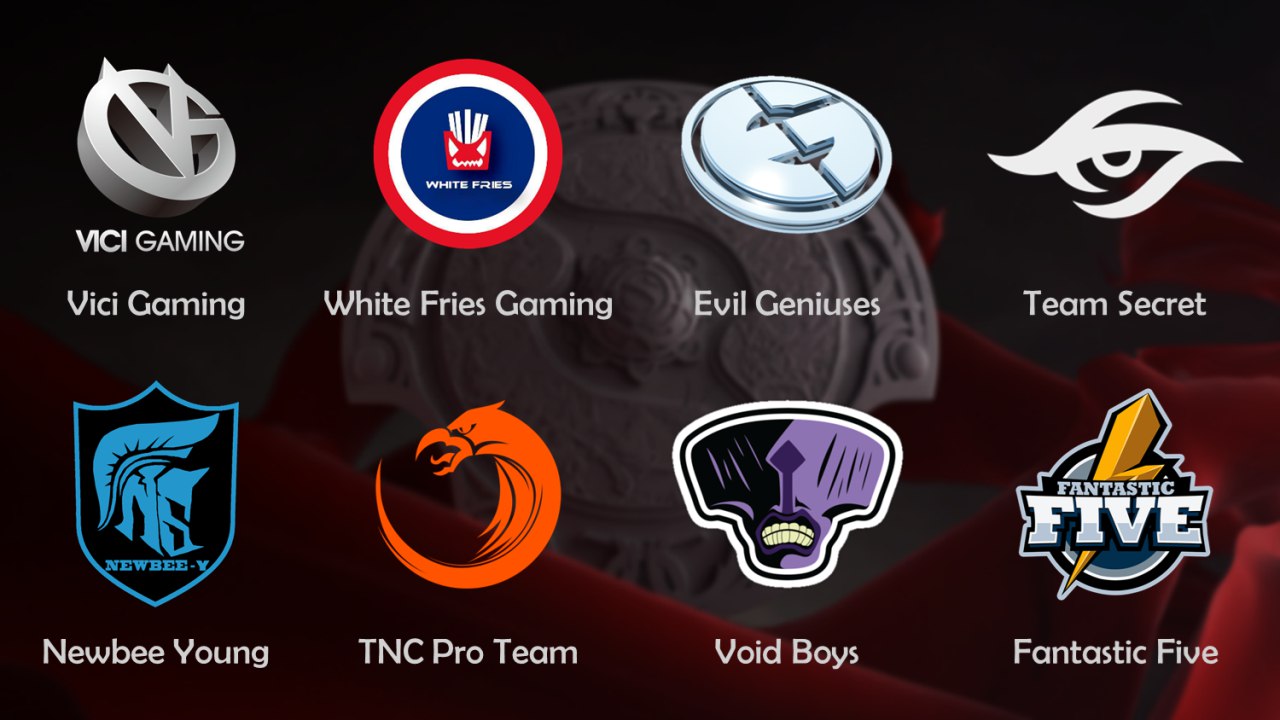 VICI GAMING
WHITE FRIES
Vici Gaming
White Fries Gaming
Evil Geniuses
Team Secret
NEWBEE-Y
FANTASTIC
FIVE
Newbee Young
TNC Pro Team
Void Boys
Fantastic Five